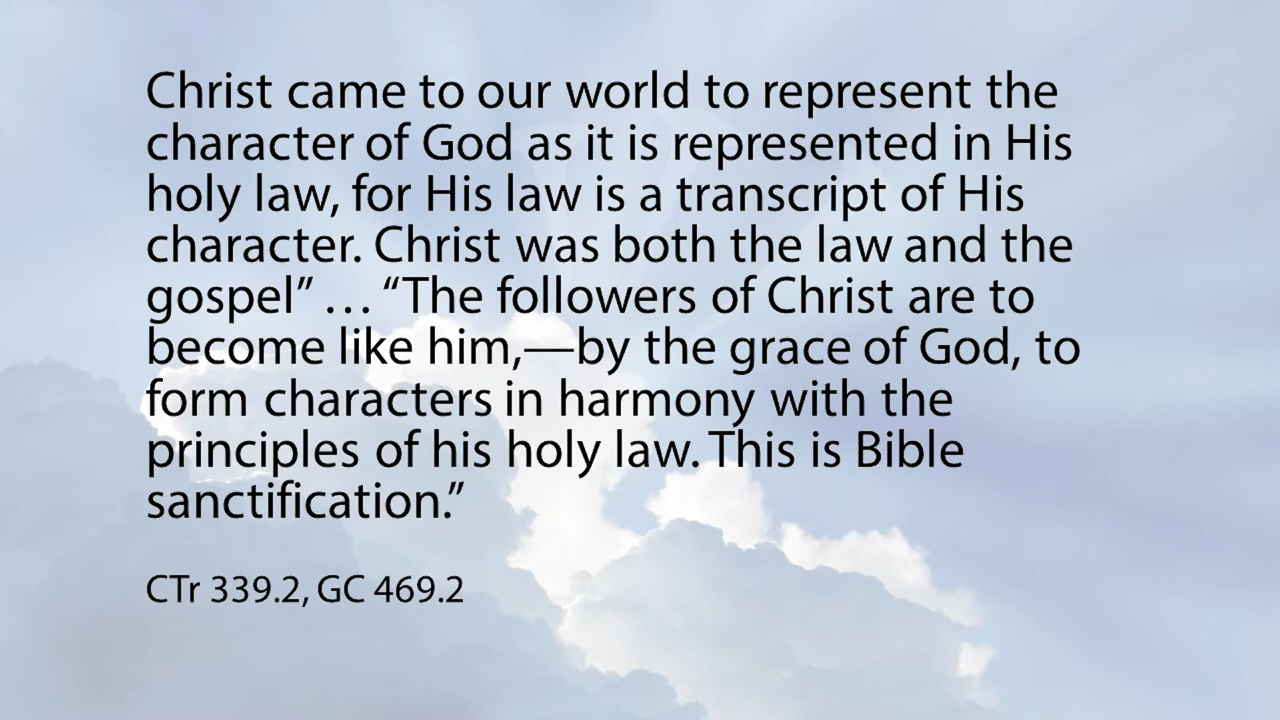 Christ came to our world to represent the
character of God as it is represented in His
holy law, for His law is a transcript of His
character. Christ was both the law and the
gospel” … “The followers of Christ are to
become like him,—by the grace of God, to
form characters in harmony with the
principles of his holy law. This is Bible
sanctification.”
CTr 339.2, GC 469.2